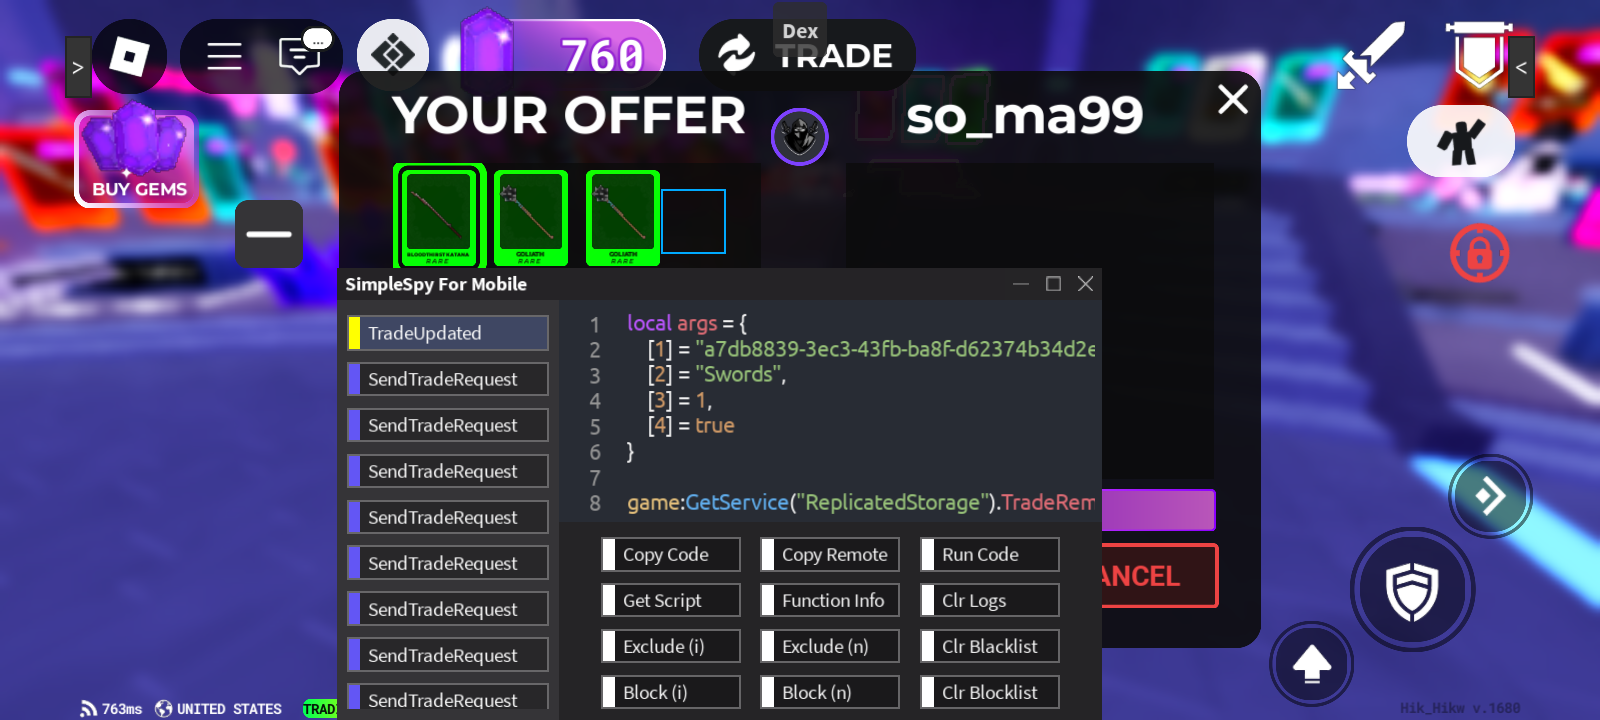 Dex
760
TRADE
>
<
...
YOUR OFFER
so_ma99
BUY GEMS
BLOODTHIRST KATANA
RARE
GOLIATH
RARE
GOLIATH
RARE
SimpleSpy For Mobile
TradeUpdated
SendTradeRequest
SendTradeRequest
SendTradeRequest
SendTradeRequest
SendTradeRequest
SendTradeRequest
SendTradeRequest
SendTradeRequest
1 local args = {
2 [1] = "a7db8839-3ec3-43fb-ba8f-d62374b34d2e
3 [2] = "Swords",
4 [3] = 1,
5 [4] = true
6 }
7
8 game:GetService("ReplicatedStorage").TradeRem
Copy Code
Copy Remote
Run Code
Get Script
Function Info
Clr Logs
Exclude (i)
Exclude (n)
Clr Blacklist
Block (i)
Block (n)
Clr Blocklist
ANCEL
763ms
UNITED STATES
TRAD
Hik_Hikw v.1680